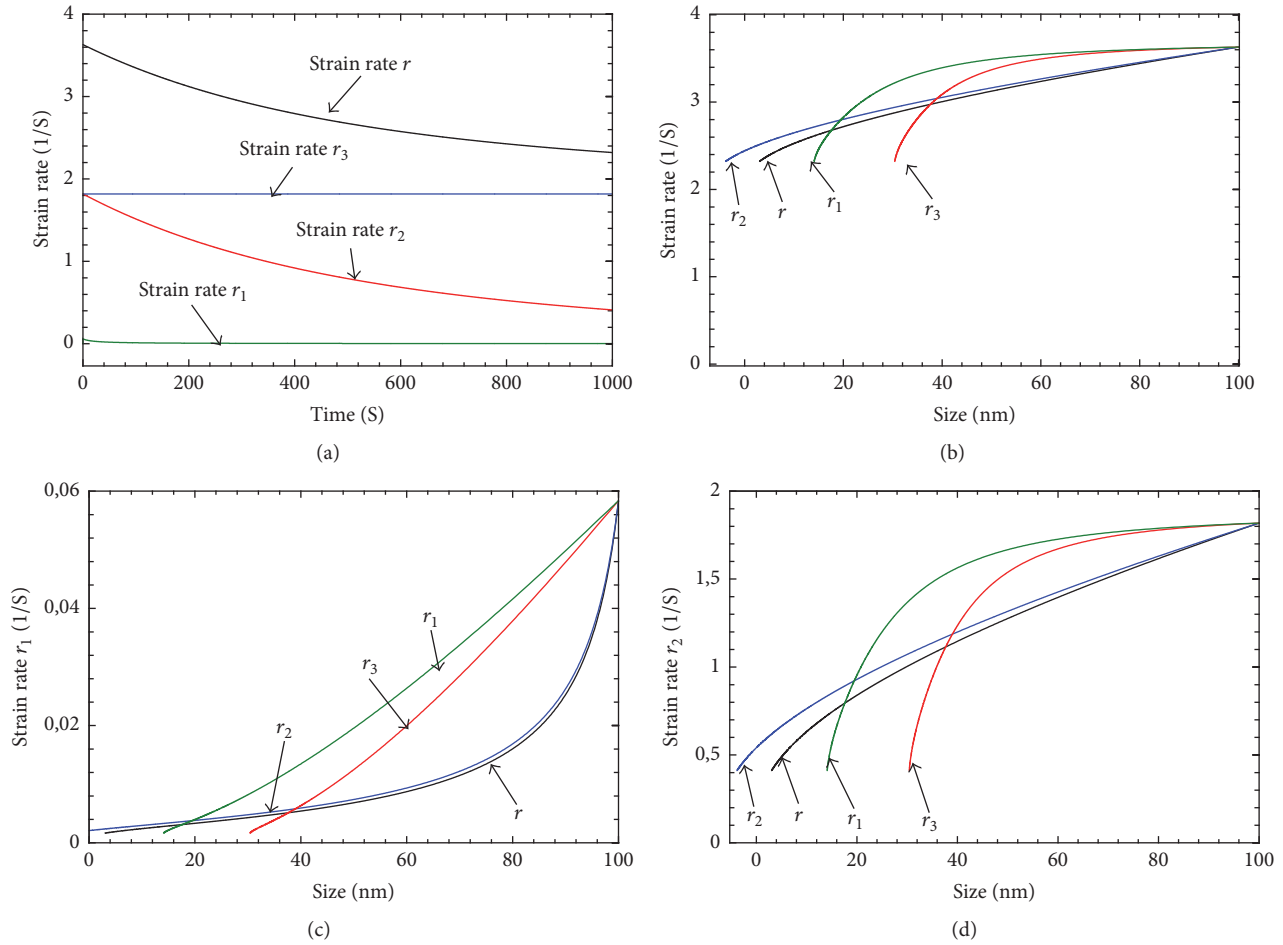 4
3
2
1
0
Strain rate (1/S)
Strain rate r
Strain rate r3
Strain rate r2
Strain rate r1
0 200 400 600 800 1000
Time (S)
(a)
4
3
2
1
0
Strain rate (1/S)
r2 r r1 r3
0 20 40 60 80 100
Size (nm)
(b)
0,06
0,04
0,02
0
Strain rate r1 (1/S)
r1
r3
r2
r
0 20 40 60 80 100
Size (nm)
(c)
2
1,5
1
0,5
0
Strain rate r2 (1/S)
r2 r r1 r3
0 20 40 60 80 100
Size (nm)
(d)